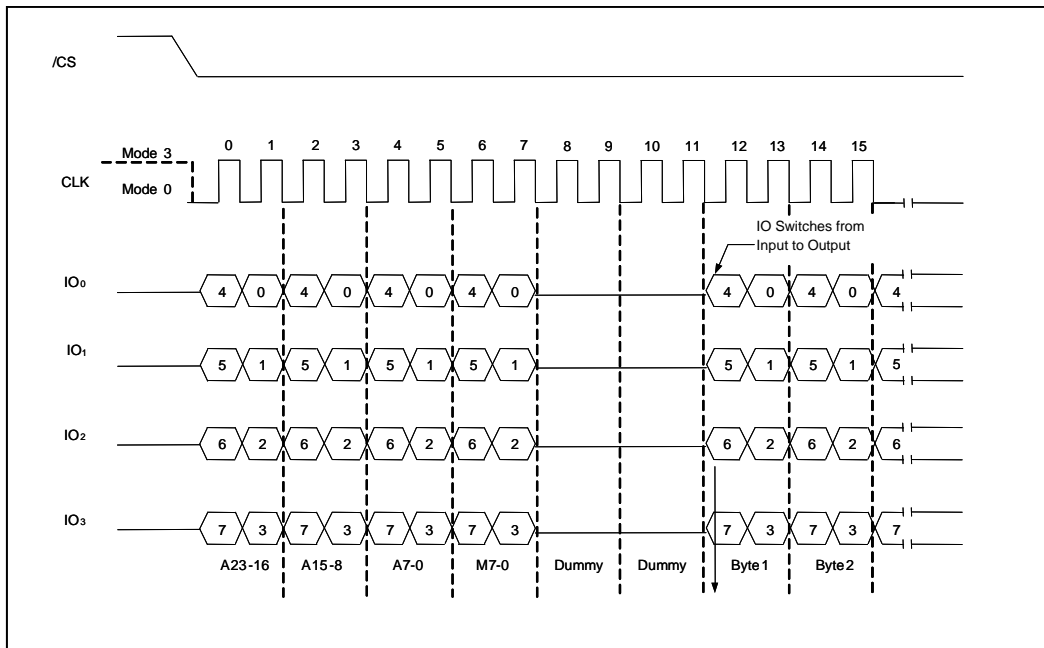 /CS
0 1 2 3 4 5 6 7 8 9 10 11 12 13 14 15
Mode 3
CLK
Mode 0
IO Switches from
Input to Output
IO₀ 4 0 4 0 4 0 4 0 4 0 4 0 4
IO₁ 5 1 5 1 5 1 5 1 5 1 5 1 5
IO₂ 6 2 6 2 6 2 6 2 6 2 6 2 6
IO₃ 7 3 7 3 7 3 7 3 7 3 7 3 7
A23-16 A15-8 A7-0 M7-0 Dummy Dummy Byte1 Byte2